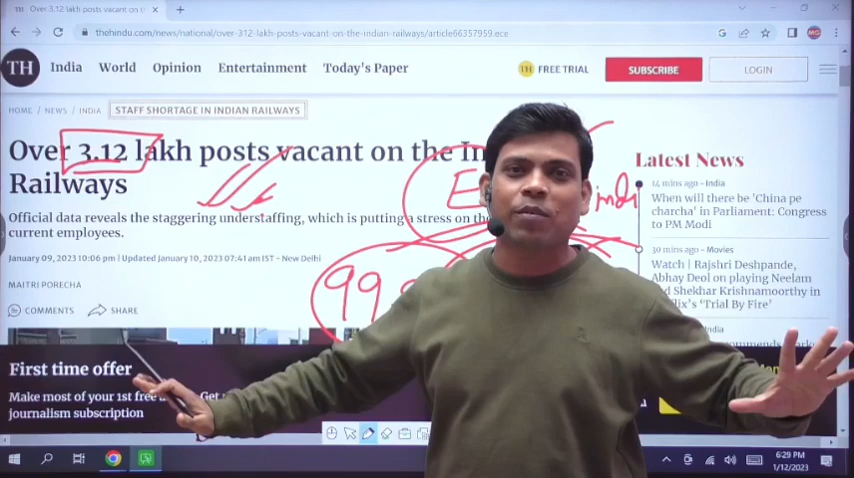 TH Over 3.12 lakh posts vacant on t
thehindu.com/news/national/over-312-lakh-posts-vacant-on-the-indian-railways/article66357959.ece
MG
TH India World Opinion Entertainment Today's Paper
TH FREE TRIAL SUBSCRIBE LOGIN
HOME / NEWS / INDIA STAFF SHORTAGE IN INDIAN RAILWAYS
Over 3.12 lakh posts vacant on the In
Railways
Official data reveals the staggering understaffing, which is putting a stress on the
current employees.
January 09, 2023 10:06 pm | Updated January 10, 2023 07:41 am IST - New Delhi
MAITRI PORECHA
COMMENTS SHARE
E
indi
99
Latest News
14 mins ago - India
When will there be 'China pe
charcha' in Parliament: Congress
to PM Modi
30 mins ago - Movies
Watch | Rajshri Deshpande,
Abhay Deol on playing Neelam
Shekhar Krishnamoorthy in
'Trial By Fire'
India
First time offer
Make most of your 1st free
journalism subscription
Get
6:29 PM
1/12/2023